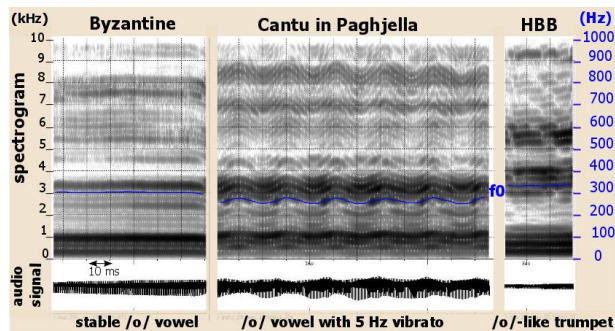 Byzantine Cantu in Paghjella HBB
(kHz) (Hz)
10 1000
9 900
8 800
7 700
6 600
5 500
4 400
3 f0 300
2 200
1 100
0 0
spectrogram
10 ms
audio
signal
stable /o/ vowel /o/ vowel with 5 Hz vibrato /o/-like trumpet